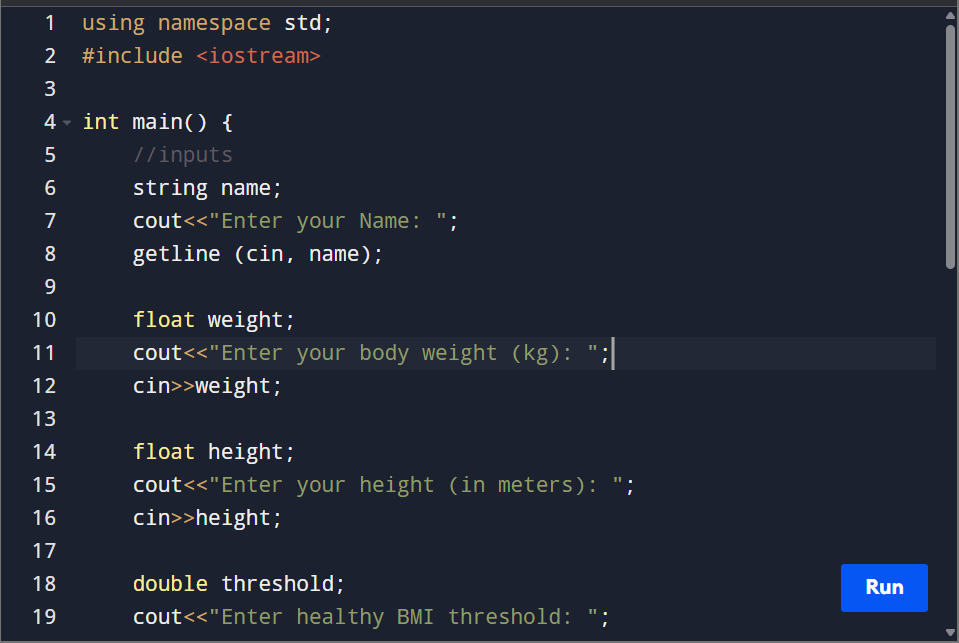 1 using namespace std;
2 #include <iostream>
3
4 int main() {
5 //inputs
6 string name;
7 cout<<"Enter your Name: ";
8 getline (cin, name);
9
10 float weight;
11 cout<<"Enter your body weight (kg): ";
12 cin>>weight;
13
14 float height;
15 cout<<"Enter your height (in meters): ";
16 cin>>height;
17
18 double threshold;
19 cout<<"Enter healthy BMI threshold: ";
Run